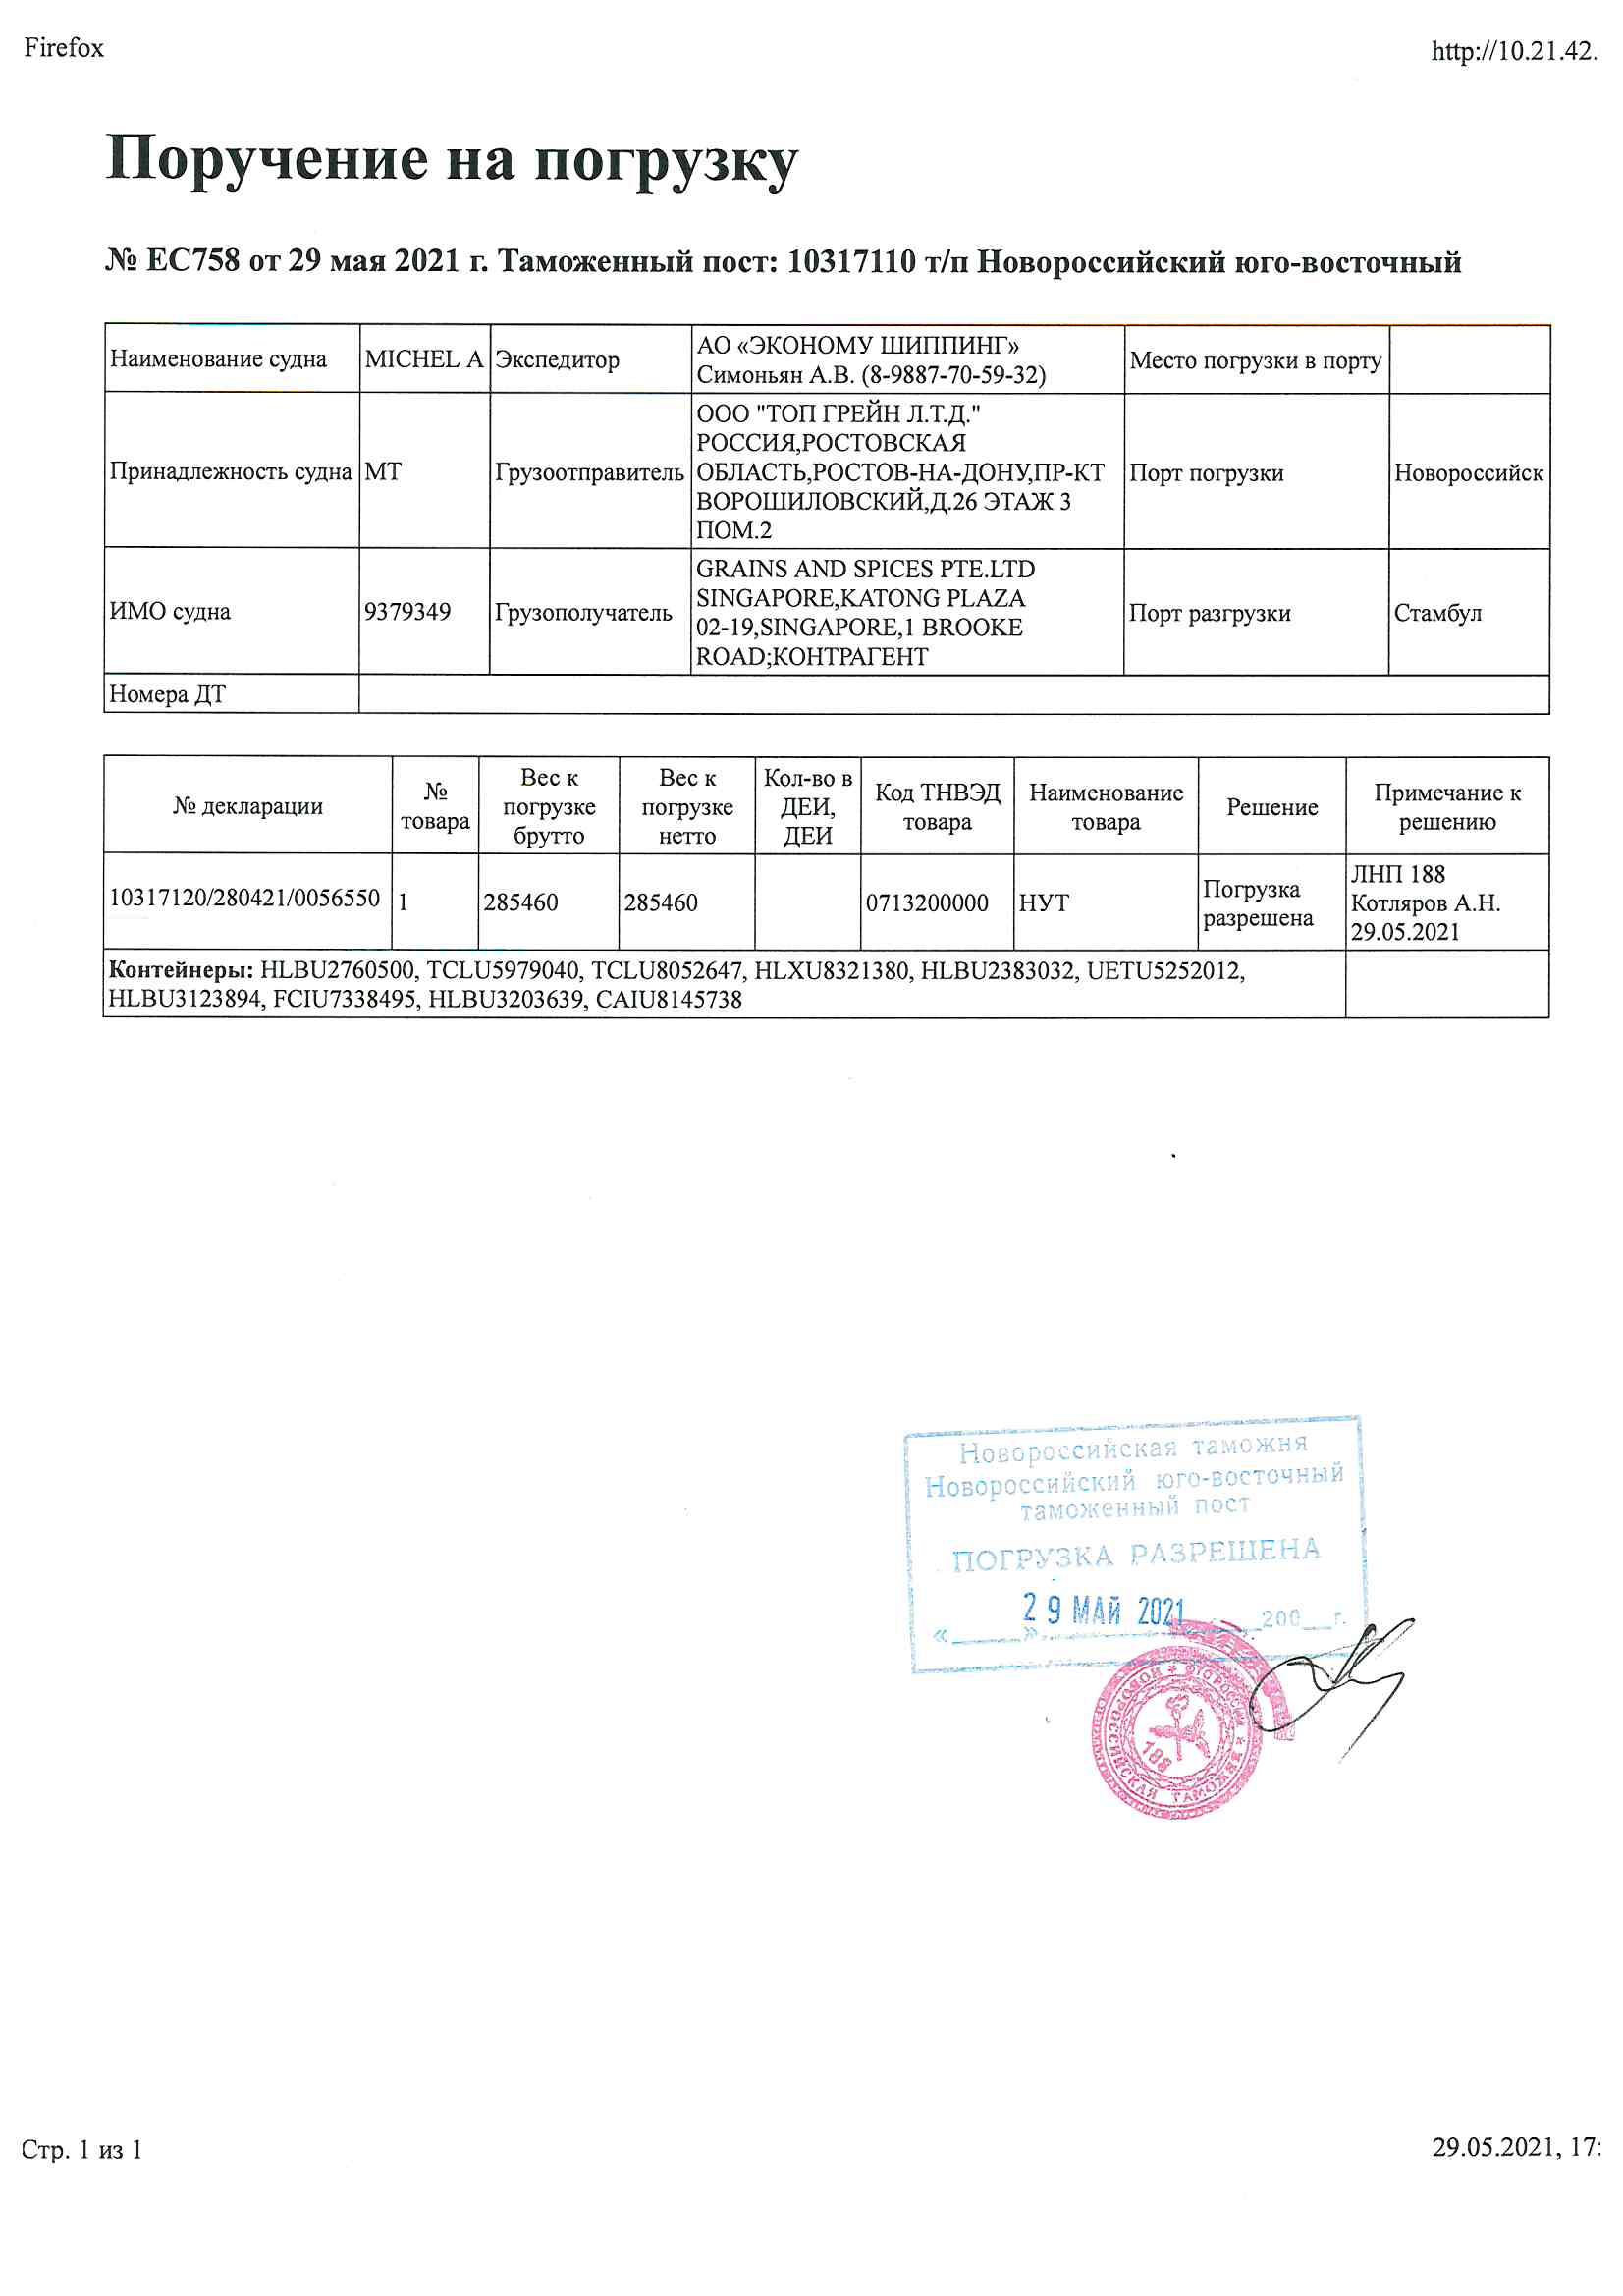 Firefox
http://10.21.42.
Поручение на погрузку
№ ЕС758 от 29 мая 2021 г. Таможенный пост: 10317110 т/п Новороссийский юго-восточный
Наименование судна
MICHEL A
Экспедитор
АО «ЭКОНОМУ ШИППИНГ»
Симоньян А.В. (8-9887-70-59-32)
Место погрузки в порту
Принадлежность судна
МТ
Грузоотправитель
ООО "ТОП ГРЕЙН Л.Т.Д."
РОССИЯ,РОСТОВСКАЯ
ОБЛАСТЬ,РОСТОВ-НА-ДОНУ,ПР-КТ
ВОРОШИЛОВСКИЙ,Д.26 ЭТАЖ 3
ПОМ.2
Порт погрузки
Новороссийск
ИМО судна
9379349
Грузополучатель
GRAINS AND SPICES PTE.LTD
SINGAPORE,KATONG PLAZA
02-19,SINGAPORE,1 BROOKE
ROAD;КОНТРАГЕНТ
Порт разгрузки
Стамбул
Номера ДТ
№ декларации
№
товара
Вес к
погрузке
брутто
Вес к
погрузке
нетто
Кол-во в
ДЕИ,
ДЕИ
Код ТНВЭД
товара
Наименование
товара
Решение
Примечание к
решению
10317120/280421/0056550
1
285460
285460
0713200000
НУТ
Погрузка
разрешена
ЛНП 188
Котляров А.Н.
29.05.2021
Контейнеры: HLBU2760500, TCLU5979040, TCLU8052647, HLXU8321380, HLBU2383032, UETU5252012,
HLBU3123894, FCIU7338495, HLBU3203639, CAIU8145738
Новороссийская таможня
Новороссийский юго-восточный
таможенный пост
ПОГРУЗКА РАЗРЕШЕНА
29 МАЙ 2021
«____»____________200__г.
НОВОРОССИЙСКАЯ ТАМОЖНЯ * ФТС РОССИИ *
188
Стр. 1 из 1
29.05.2021, 17: